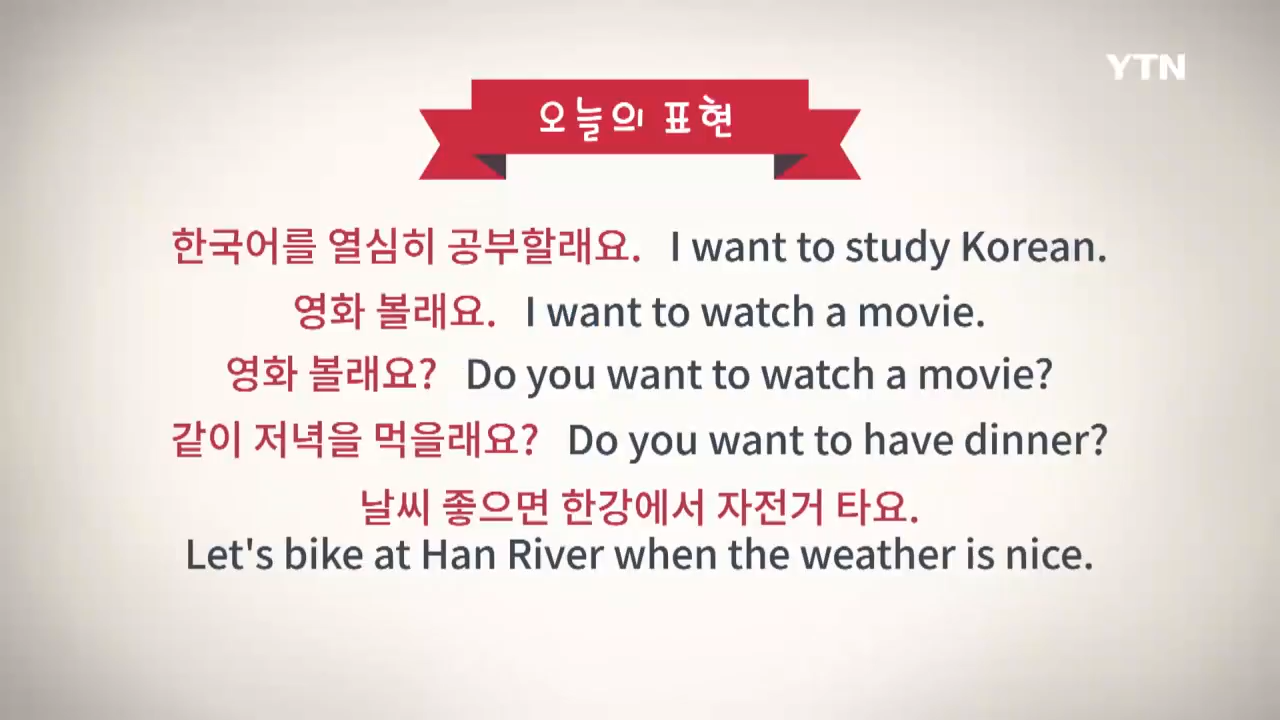 YTN
오늘의 표현
한국어를 열심히 공부할래요. I want to study Korean.
영화 볼래요. I want to watch a movie.
영화 볼래요? Do you want to watch a movie?
같이 저녁을 먹을래요? Do you want to have dinner?
날씨 좋으면 한강에서 자전거 타요.
Let's bike at Han River when the weather is nice.